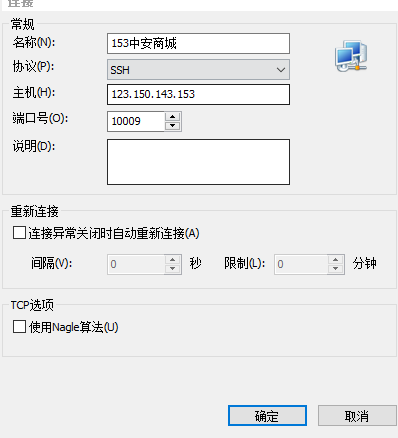 连接
常规
名称(N): 153中安商城
协议(P): SSH
主机(H): 123.150.143.153
端口号(O): 10009
说明(D):
重新连接
连接异常关闭时自动重新连接(A)
间隔(V): 0 秒 限制(L): 0 分钟
TCP选项
使用Nagle算法(U)
确定 取消